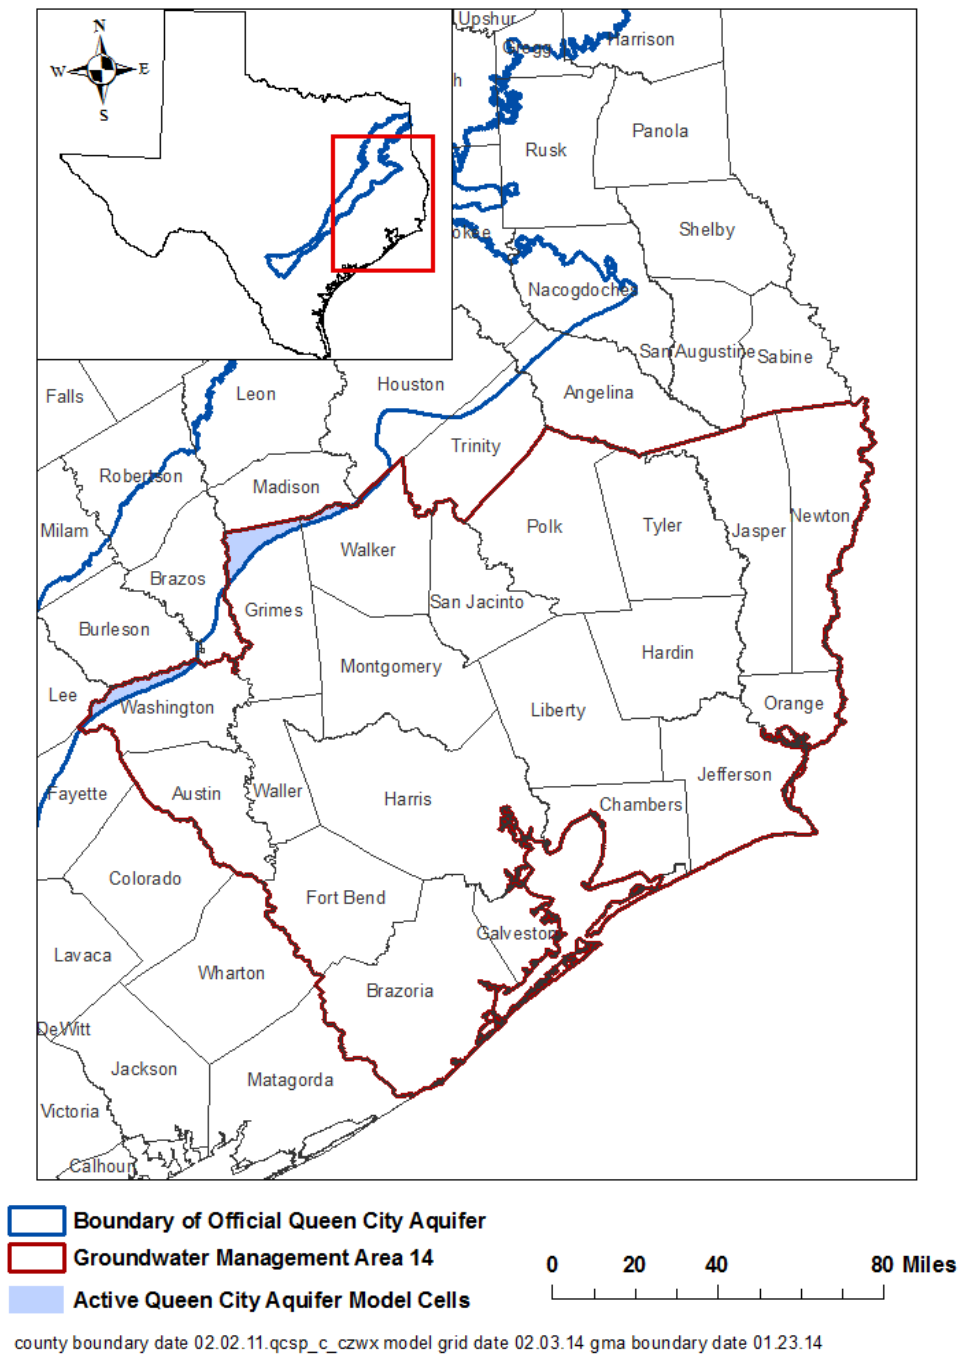 N
W E
S
Upshur
Gregg
Harrison
h
Rusk
Panola
okee
Shelby
Nacogdoches
San Augustine
Sabine
Falls
Leon
Houston
Angelina
Trinity
Robertson
Madison
Milam
Walker
Polk
Tyler
Jasper
Newton
Brazos
Grimes
San Jacinto
Burleson
Montgomery
Hardin
Lee
Washington
Liberty
Orange
Fayette
Austin
Waller
Harris
Jefferson
Chambers
Colorado
Fort Bend
Galveston
Lavaca
Wharton
Brazoria
DeWitt
Jackson
Matagorda
Victoria
Calhoun
Boundary of Official Queen City Aquifer
Groundwater Management Area 14
Active Queen City Aquifer Model Cells
0 20 40 80 Miles
county boundary date 02.02.11.qcsp_c_czwx model grid date 02.03.14 gma boundary date 01.23.14